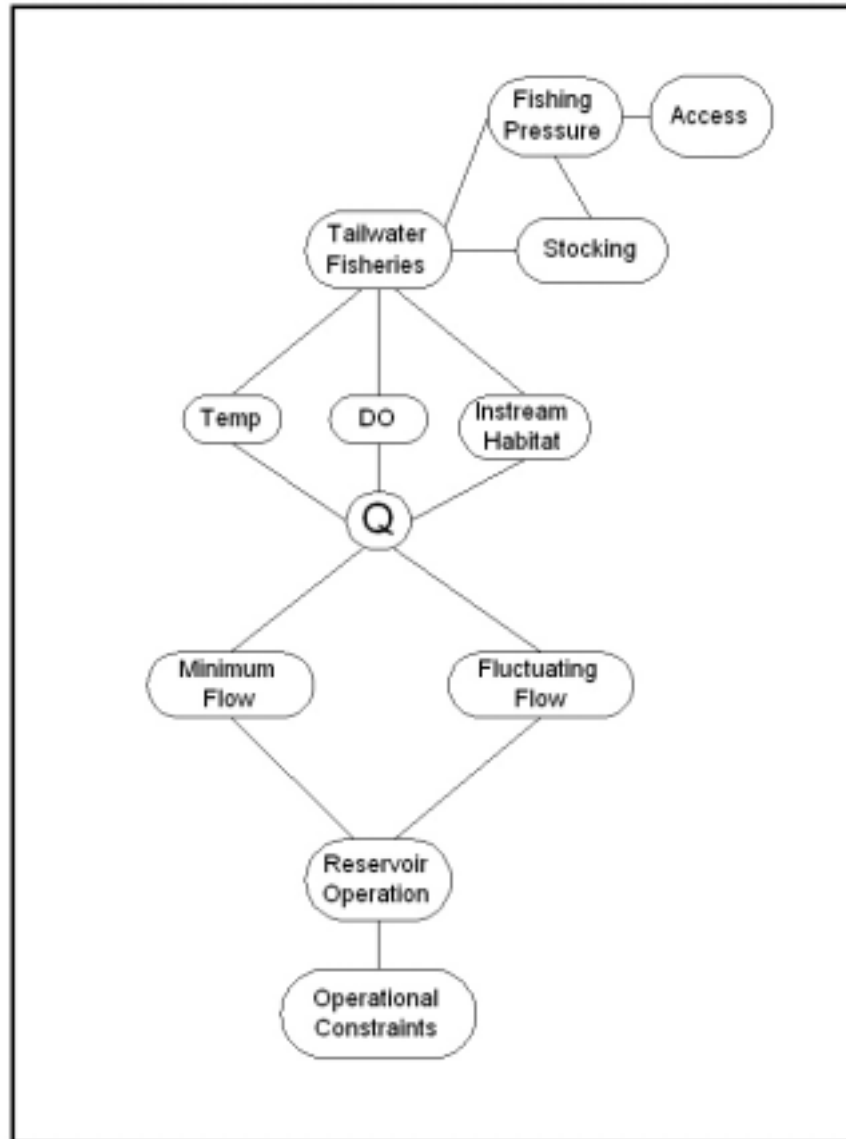 Fishing
Pressure
Access
Tailwater
Fisheries
Stocking
Temp
DO
Instream
Habitat
Q
Minimum
Flow
Fluctuating
Flow
Reservoir
Operation
Operational
Constraints